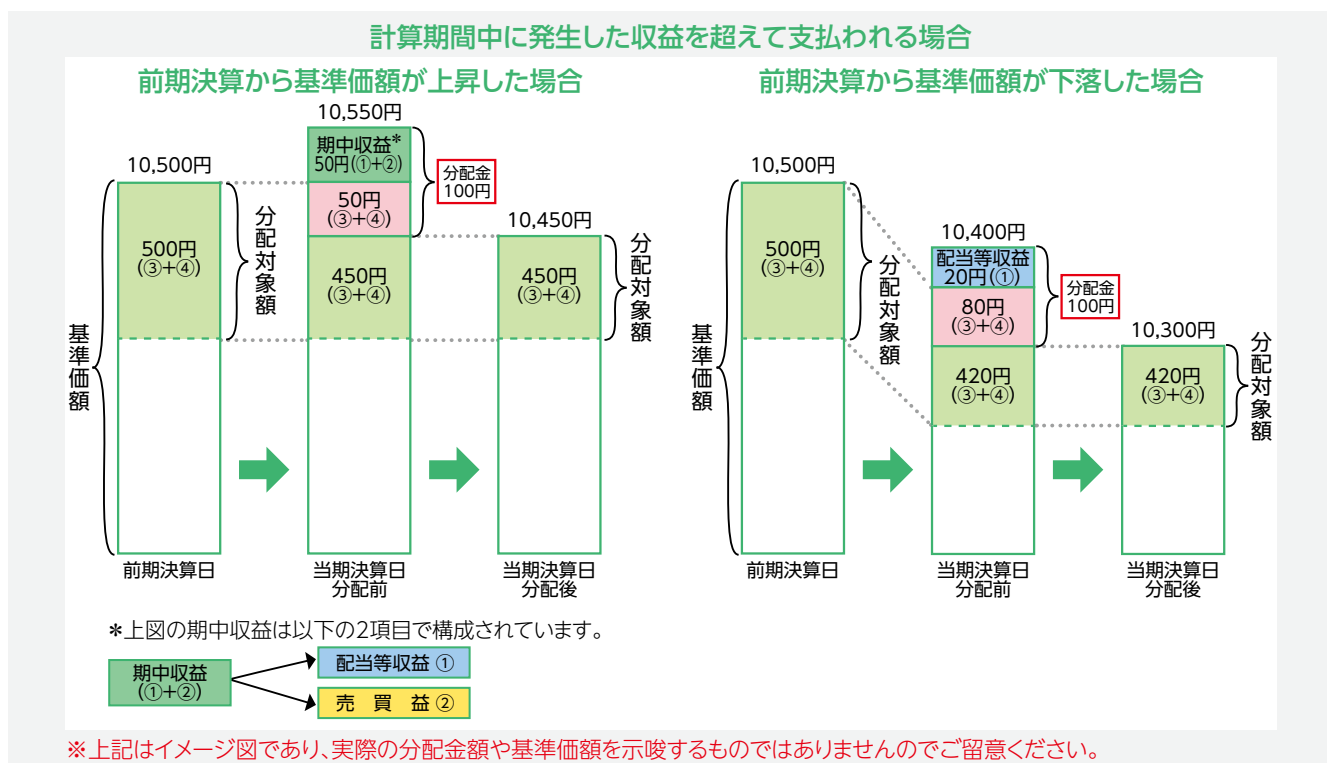 計算期間中に発生した収益を超えて支払われる場合
前期決算から基準価額が上昇した場合
10,500円
500円
(③+④)
分配対象額
基準価額
前期決算日
10,550円
期中収益*
50円(①+②)
50円
(③+④)
450円
(③+④)
分配金
100円
当期決算日
分配前
10,450円
450円
(③+④)
分配対象額
当期決算日
分配後
*上図の期中収益は以下の2項目で構成されています。
期中収益
(①+②)
配当等収益 ①
売 買 益 ②
前期決算から基準価額が下落した場合
10,500円
500円
(③+④)
分配対象額
基準価額
前期決算日
10,400円
配当等収益
20円(①)
80円
(③+④)
420円
(③+④)
分配金
100円
当期決算日
分配前
10,300円
420円
(③+④)
分配対象額
当期決算日
分配後
※上記はイメージ図であり、実際の分配金額や基準価額を示唆するものではありませんのでご留意ください。